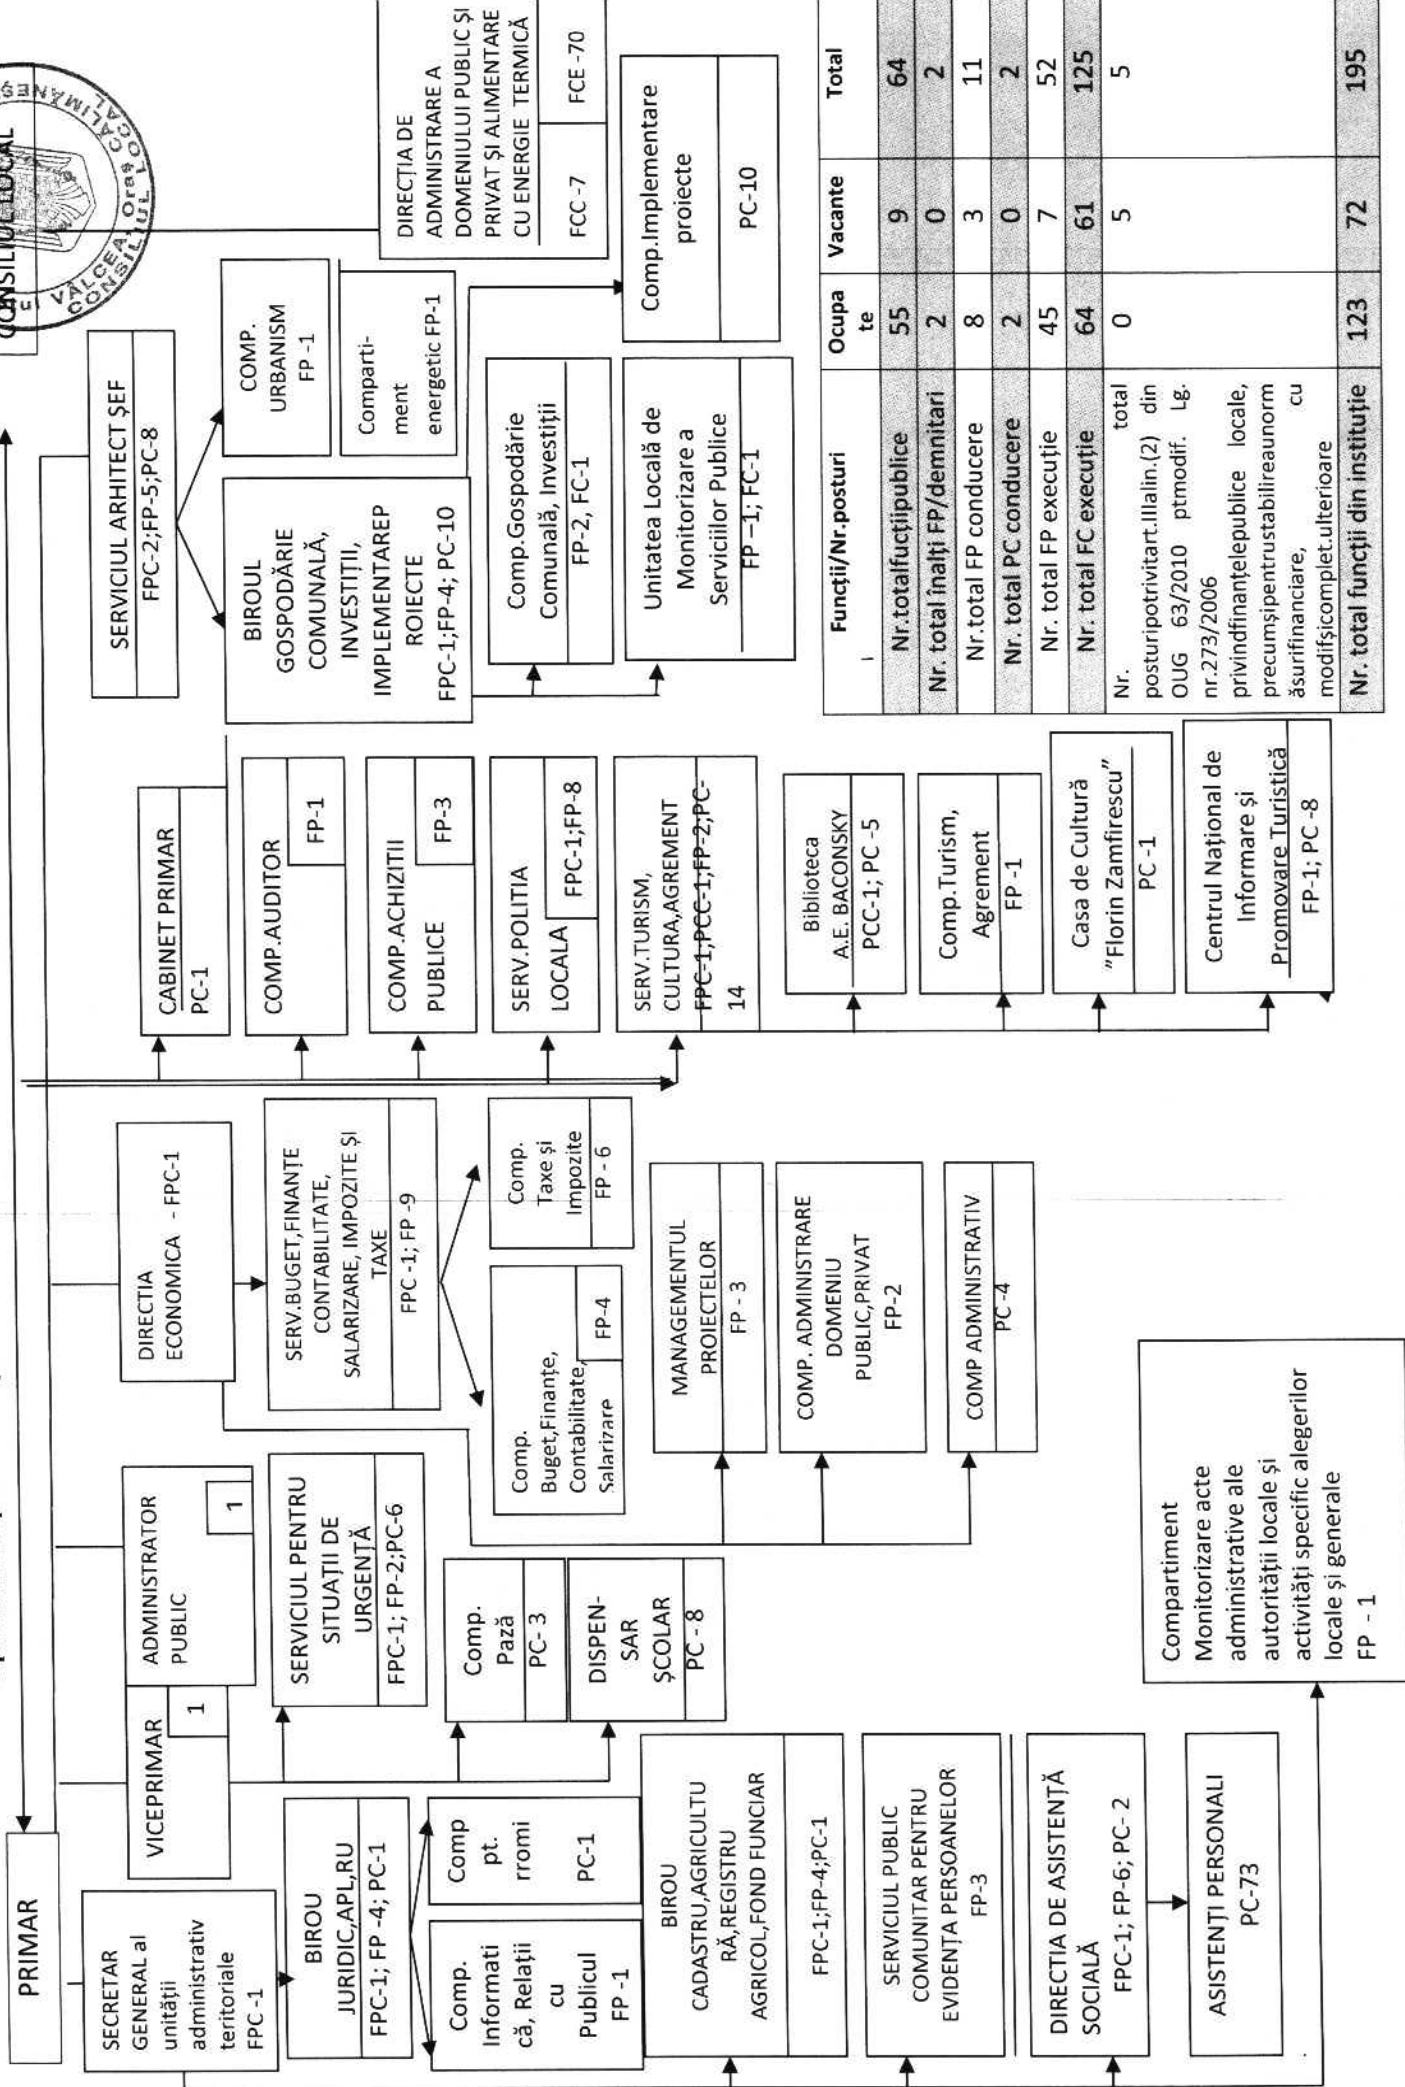 CONSILIUL LOCAL
VÂLCEA, Oraș CĂLIMĂNEȘ
CONSILIUL LOCAL
PRIMAR
SECRETAR
GENERAL al
unității
administrativ
teritoriale
FPC -1
VICEPRIMAR
1
ADMINISTRATOR
PUBLIC
1
DIRECTIA
ECONOMICA - FPC-1
CABINET PRIMAR
PC-1
SERVICIUL ARHITECT ȘEF
FPC-2;FP-5;PC-8
BIROU
JURIDIC,APL,RU
FPC-1; FP -4; PC-1
Comp.
Informati
că, Relații
cu
Publicul
FP -1
Comp
pt.
rromi
PC-1
BIROU
CADASTRU,AGRICULTU
RĂ,REGISTRU
AGRICOL,FOND FUNCIAR
FPC-1;FP-4;PC-1
SERVICIUL PUBLIC
COMUNITAR PENTRU
EVIDENȚA PERSOANELOR
FP-3
DIRECTIA DE ASISTENȚĂ
SOCIALĂ
FPC-1; FP-6; PC- 2
ASISTENȚI PERSONALI
PC-73
Compartiment
Monitorizare acte
administrative ale
autorității locale și
activități specific alegerilor
locale și generale
FP - 1
SERVICIUL PENTRU
SITUAȚII DE
URGENȚĂ
FPC-1; FP-2;PC-6
Comp.
Pază
PC- 3
DISPEN-
SAR
ȘCOLAR
PC - 8
SERV.BUGET,FINANȚE
CONTABILITATE,
SALARIZARE, IMPOZITE ȘI
TAXE
FPC -1; FP -9
Comp.
Buget,Finanțe,
Contabilitate,
Salarizare
FP-4
Comp.
Taxe și
Impozite
FP - 6
MANAGEMENTUL
PROIECTELOR
FP - 3
COMP. ADMINISTRARE
DOMENIU
PUBLIC,PRIVAT
FP-2
COMP ADMINISTRATIV
PC -4
COMP.AUDITOR
FP-1
COMP.ACHIZITII
PUBLICE
FP-3
SERV.POLITIA
LOCALA
FPC-1;FP-8
SERV.TURISM,
CULTURA,AGREMENT
FPC-1;PCC-1;FP-2;PC-
14
Biblioteca
A.E. BACONSKY
PCC-1; PC -5
Comp.Turism,
Agrement
FP -1
Casa de Cultură
"Florin Zamfirescu"
PC -1
Centrul Național de
Informare și
Promovare Turistică
FP-1; PC -8
BIROUL
GOSPODĂRIE
COMUNALĂ,
INVESTIȚII,
IMPLEMENTAREP
ROIECTE
FPC-1;FP-4; PC-10
COMP.
URBANISM
FP -1
Comparti-
ment
energetic FP-1
Comp.Gospodărie
Comunală, Investiții
FP-2, FC-1
Unitatea Locală de
Monitorizare a
Serviciilor Publice
FP –1; FC-1
DIRECȚIA DE
ADMINISTRARE A
DOMENIULUI PUBLIC ȘI
PRIVAT ȘI ALIMENTARE
CU ENERGIE TERMICĂ
FCC -7 FCE -70
Comp.Implementare
proiecte
PC-10
Funcții/Nr.posturi Ocupa
te Vacante Total
Nr.totalfucțiipublice 55 9 64
Nr. total înalți FP/demnitari 2 0 2
Nr.total FP conducere 8 3 11
Nr. total PC conducere 2 0 2
Nr. total FP execuție 45 7 52
Nr. total FC execuție 64 61 125
Nr. total 0 5 5
posturipotrivitart.IIIalin.(2) din
OUG 63/2010 ptmodif. Lg.
nr.273/2006
privindfinanțelepublice locale,
precumșipentrustabilireaunorm
ăsurifinanciare, cu
modifșicomplet.ulterioare
Nr. total funcții din instituție 123 72 195